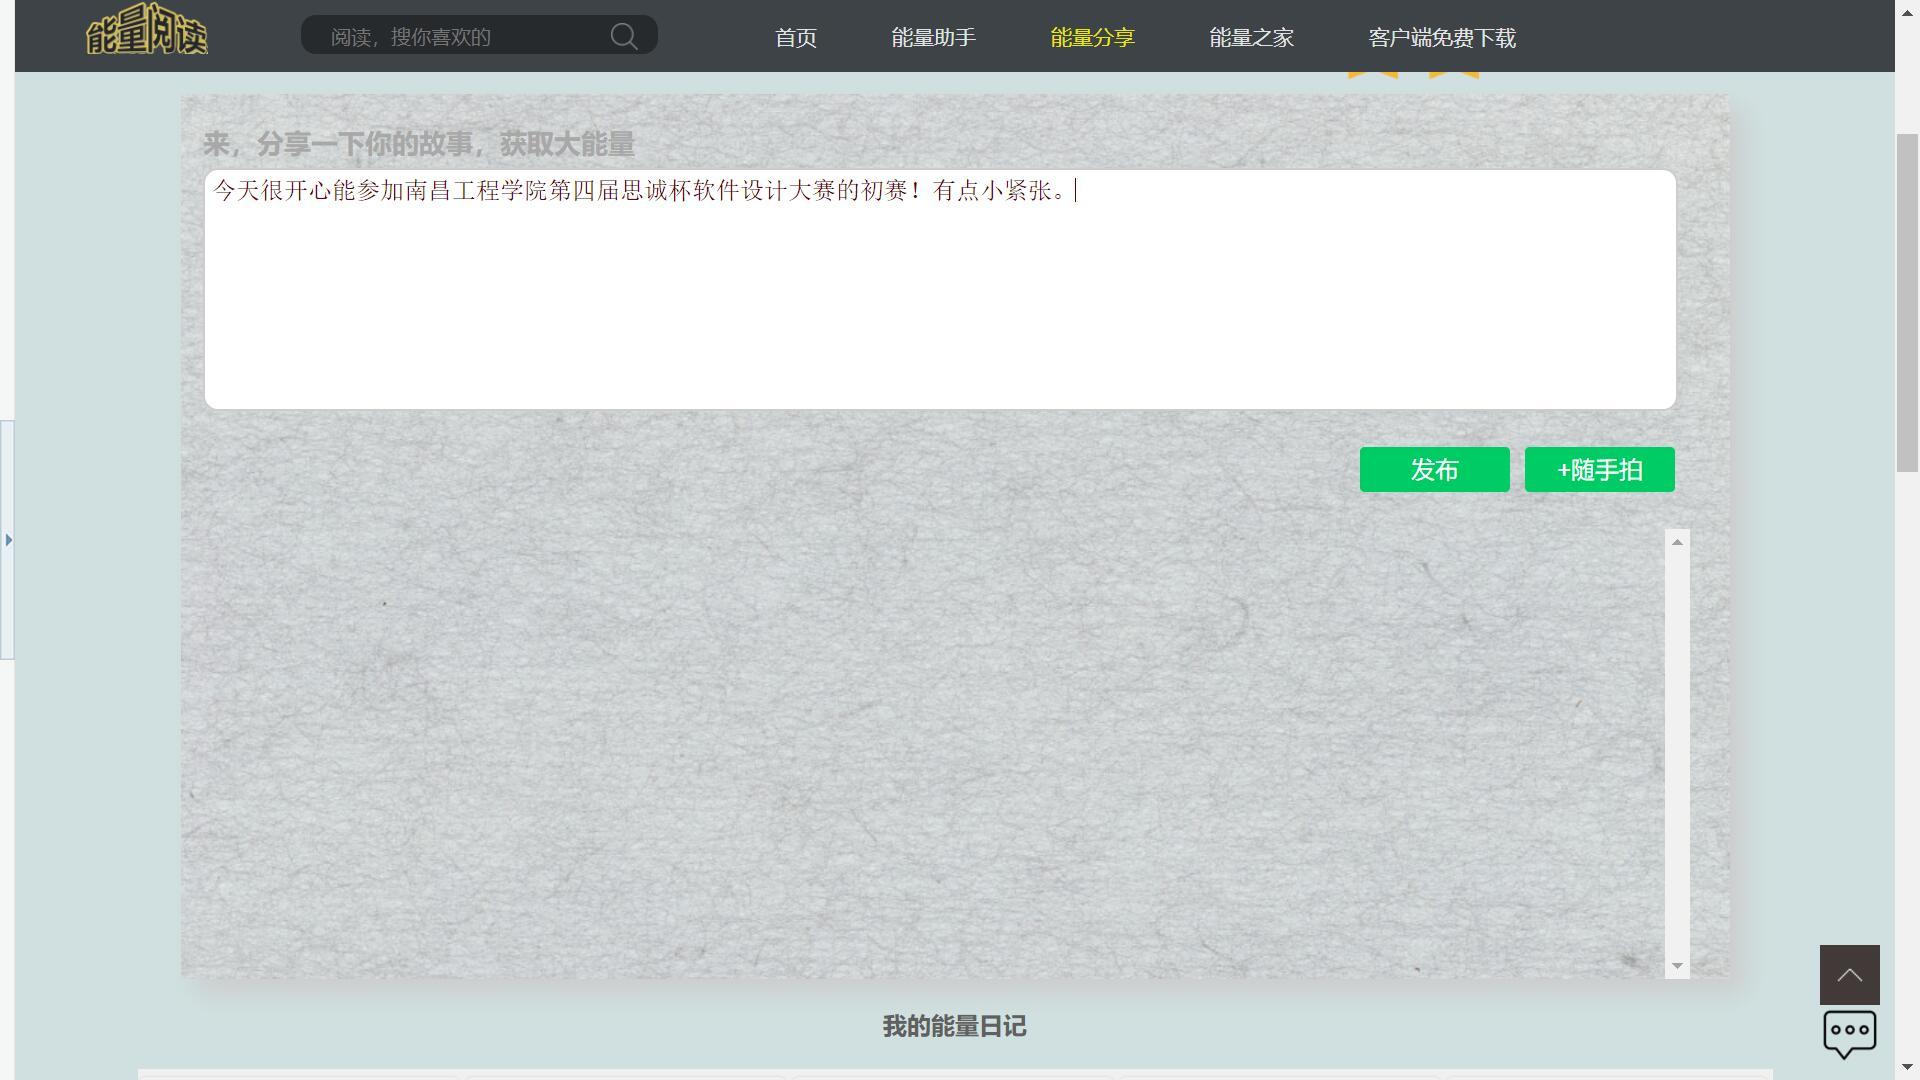 能量阅读
阅读，搜你喜欢的
首页 能量助手 能量分享 能量之家 客户端免费下载
来，分享一下你的故事，获取大能量
今天很开心能参加南昌工程学院第四届思诚杯软件设计大赛的初赛！有点小紧张。
发布 +随手拍
我的能量日记